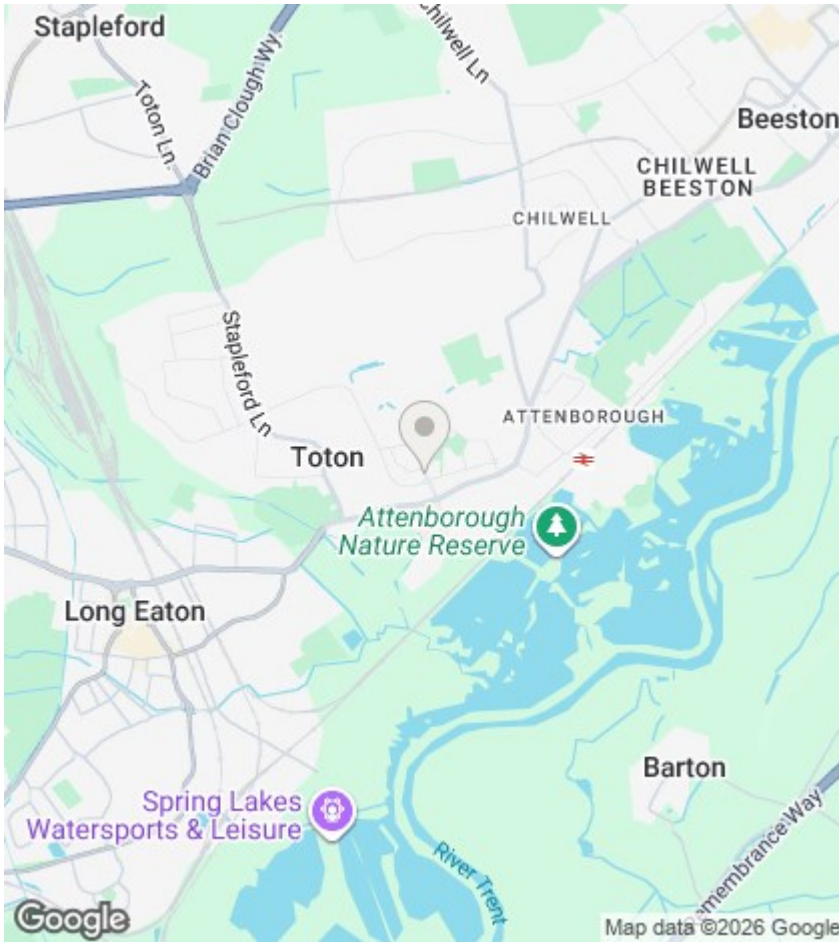 Stapleford
Chilwell Ln
Toton Ln.
Brian Clough Wy.
Beeston
CHILWELL
BEESTON
CHILWELL
Stapleford Ln
ATTENBOROUGH
Toton
Attenborough
Nature Reserve
Long Eaton
Barton
Spring Lakes
Watersports & Leisure
River Trent
Remembrance Way
Google
Map data ©2026 Google